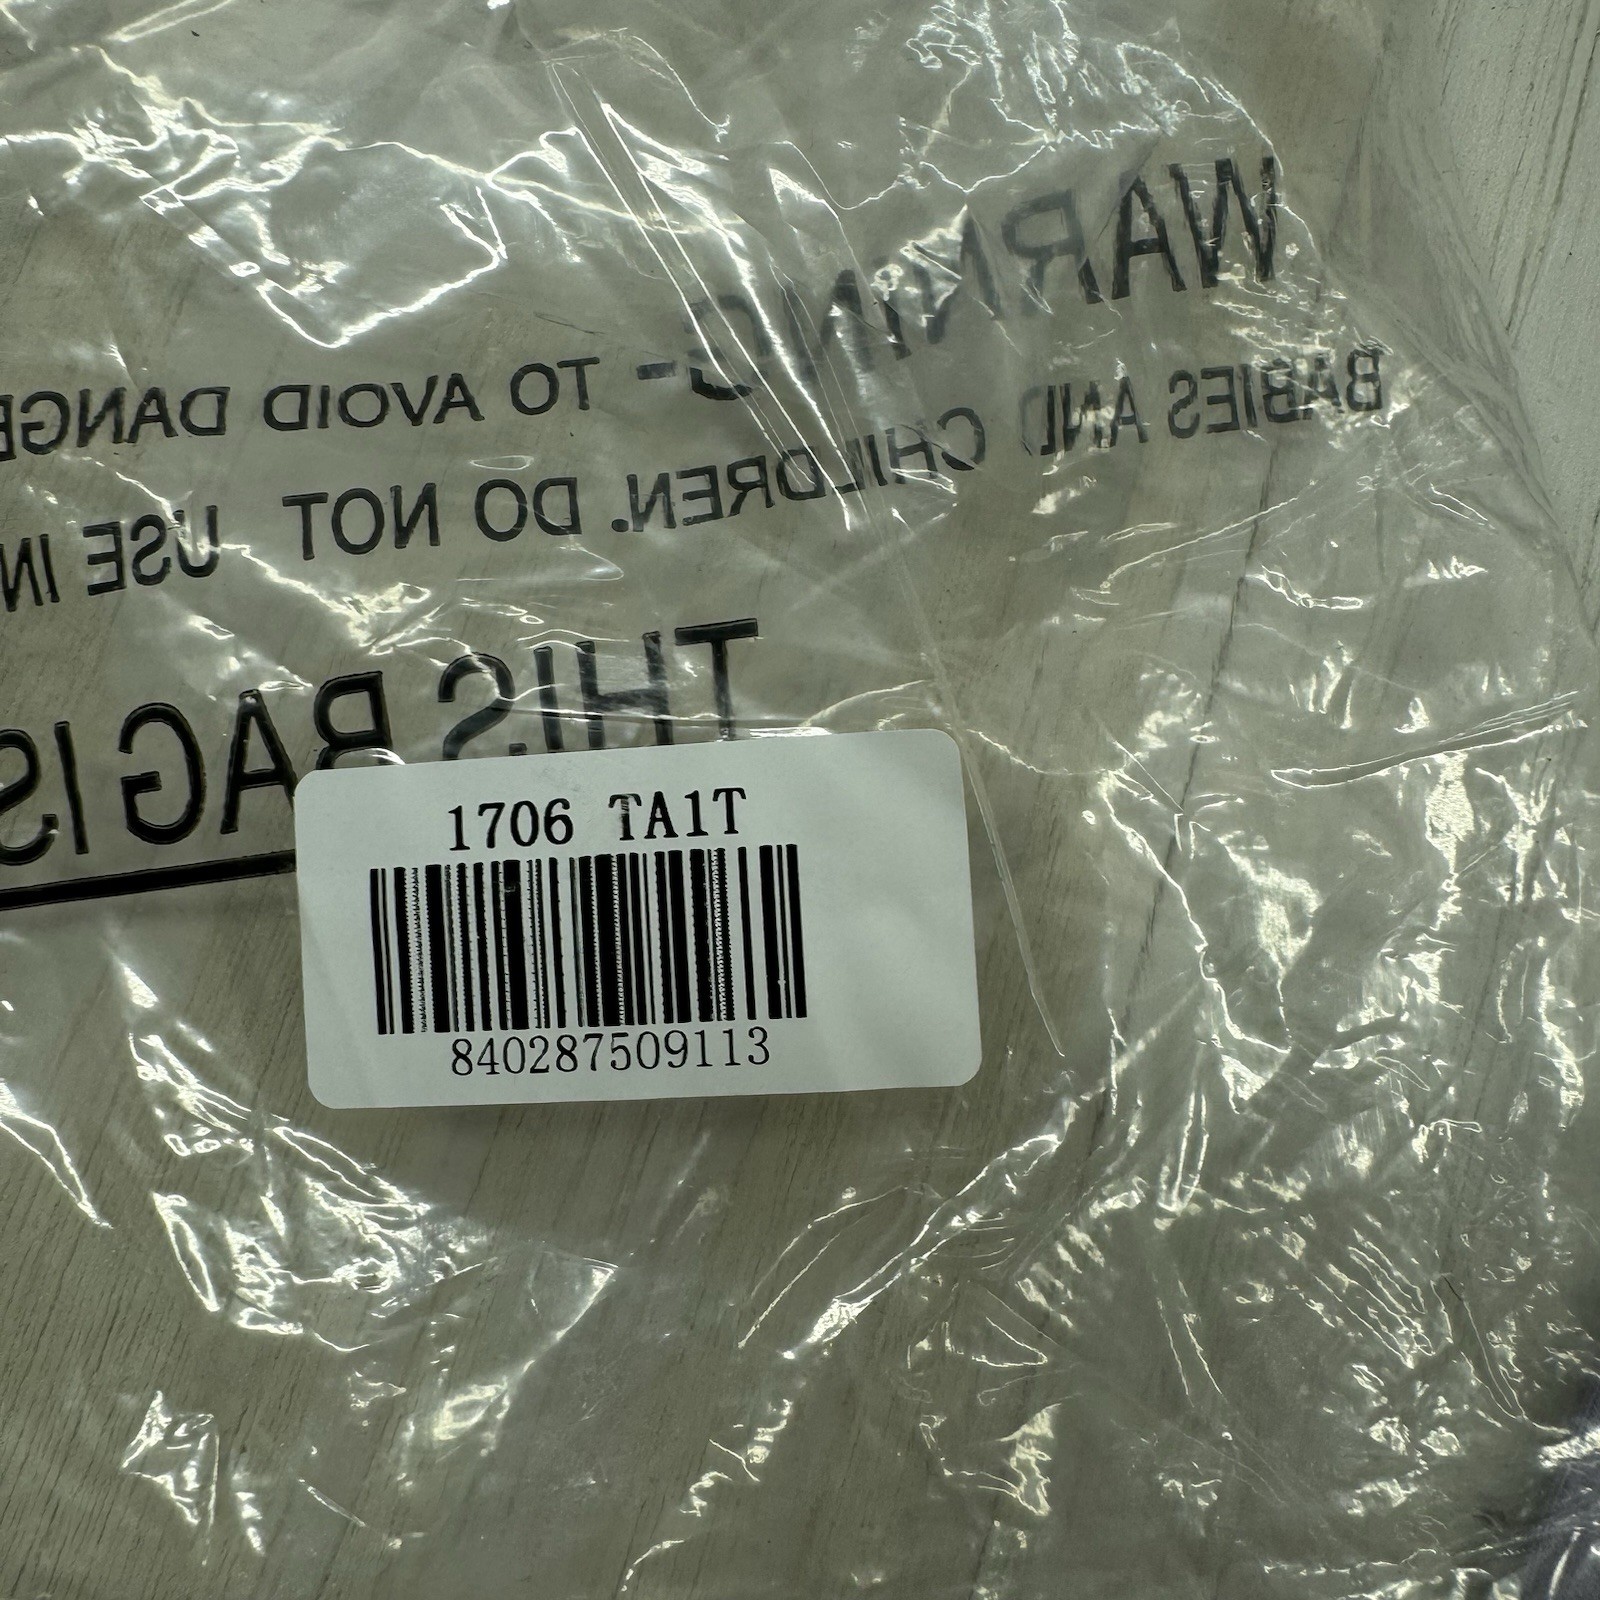 WARNING- TO AVOID DANGE
BABIES AND CHILDREN. DO NOT USE IN
THIS BAG IS
1706 TA1T
840287509113